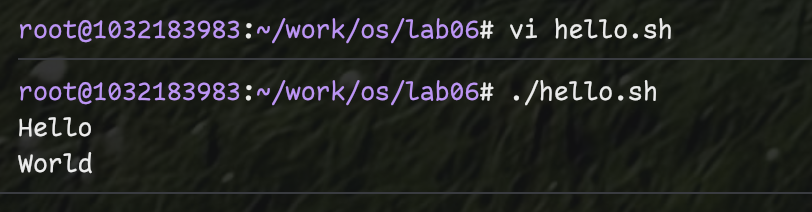 root@1032183983:~/work/os/lab06# vi hello.sh
root@1032183983:~/work/os/lab06# ./hello.sh
Hello
World